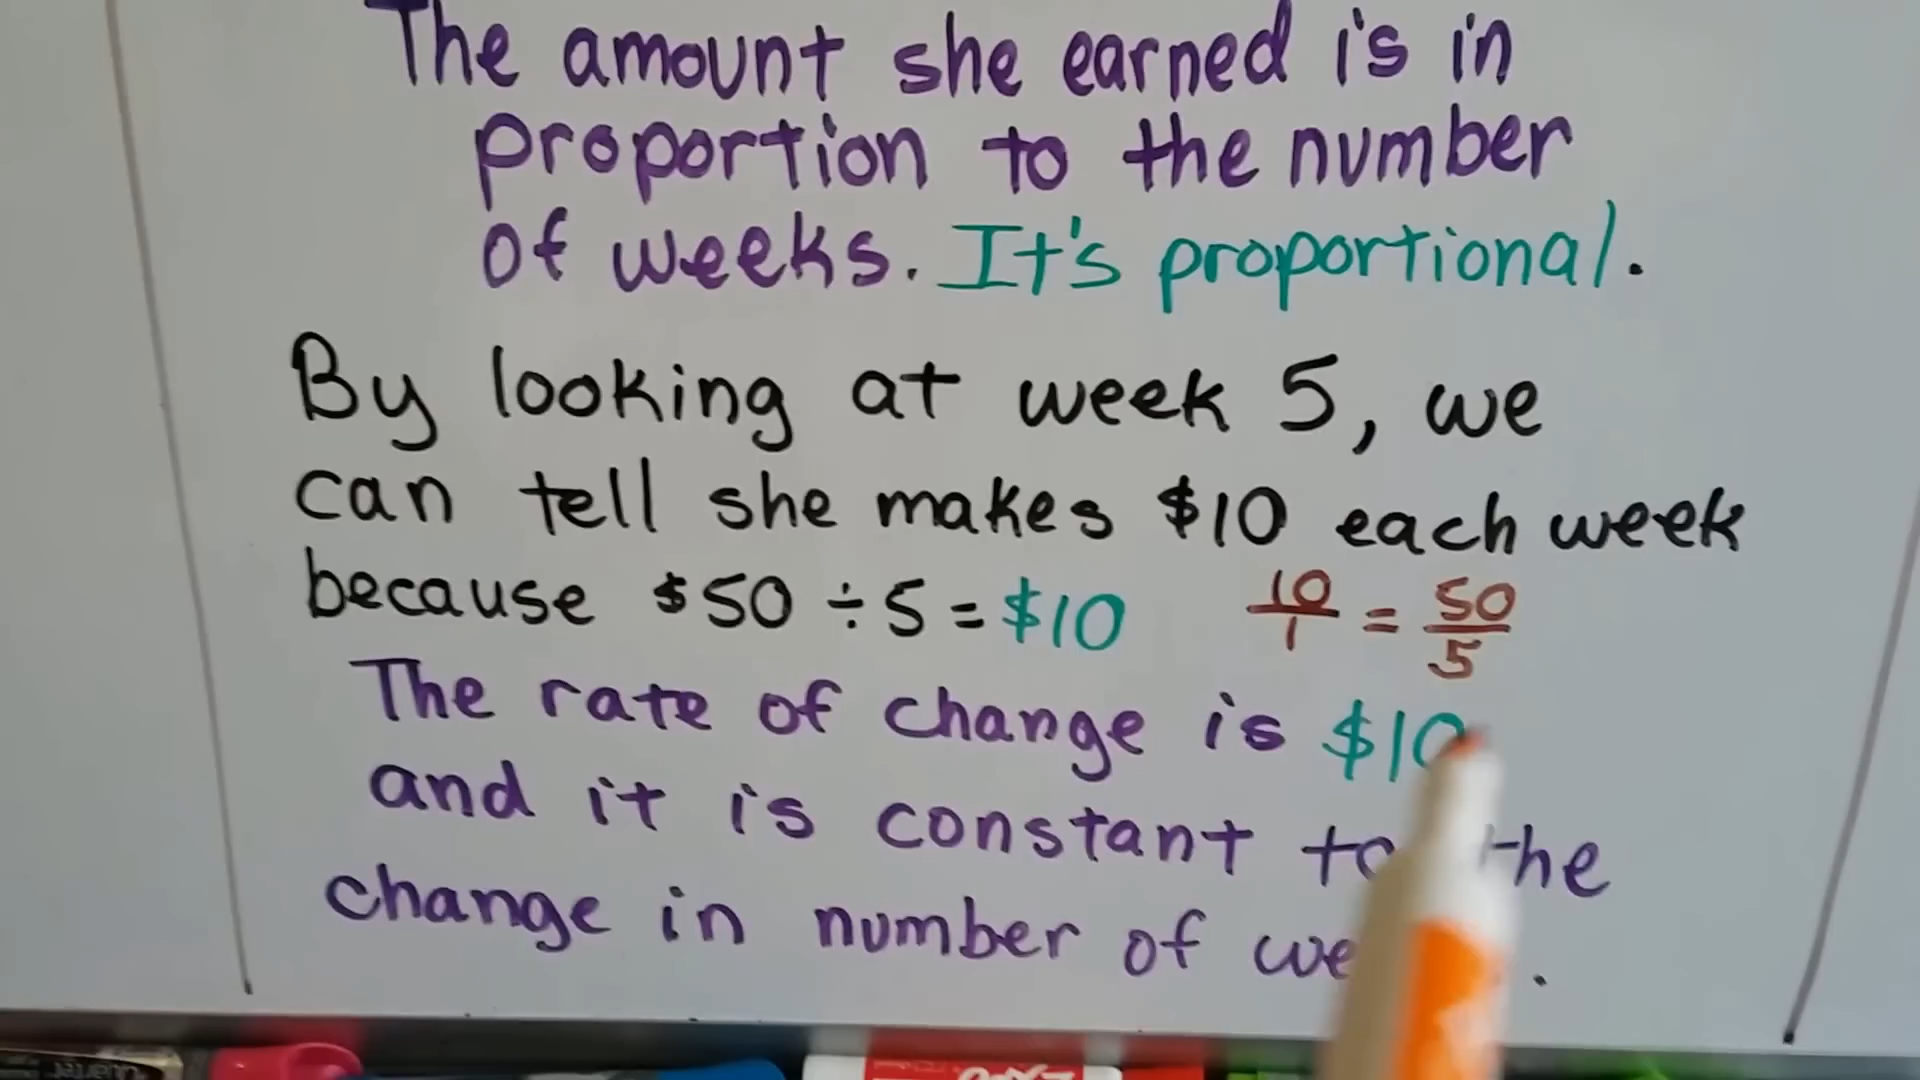 The amount she earned is in
proportion to the number
of weeks. It's proportional.
By looking at week 5, we
can tell she makes $10 each week
because $50 ÷ 5 = $10 10/1 = 50/5
The rate of change is $10
and it is constant to the
change in number of